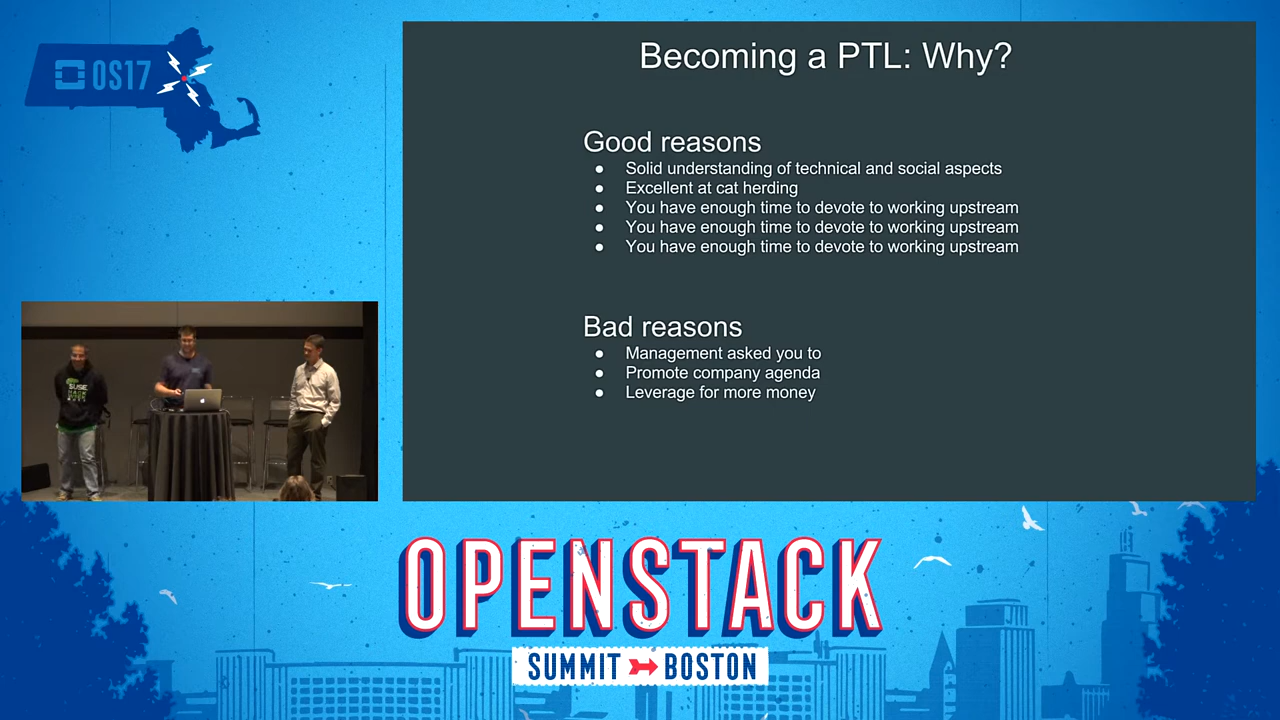 OS17
Becoming a PTL: Why?
Good reasons
● Solid understanding of technical and social aspects
● Excellent at cat herding
● You have enough time to devote to working upstream
● You have enough time to devote to working upstream
● You have enough time to devote to working upstream
Bad reasons
● Management asked you to
● Promote company agenda
● Leverage for more money
SUSE
HACK
WEEK
OPENSTACK
SUMMIT BOSTON